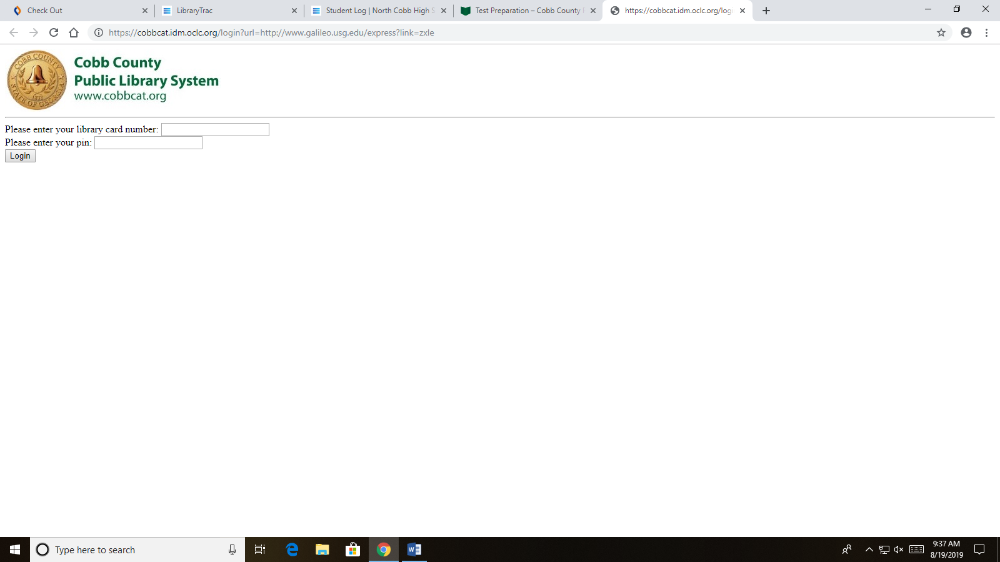 Check Out
LibraryTrac
Student Log | North Cobb High S
Test Preparation – Cobb County P
https://cobbcat.idm.oclc.org/logi
https://cobbcat.idm.oclc.org/login?url=http://www.galileo.usg.edu/express?link=zxle
COBB COUNTY
STATE OF GEORGIA
1832
Cobb County
Public Library System
www.cobbcat.org
Please enter your library card number:
Please enter your pin:
Login
Type here to search
9:37 AM
8/19/2019